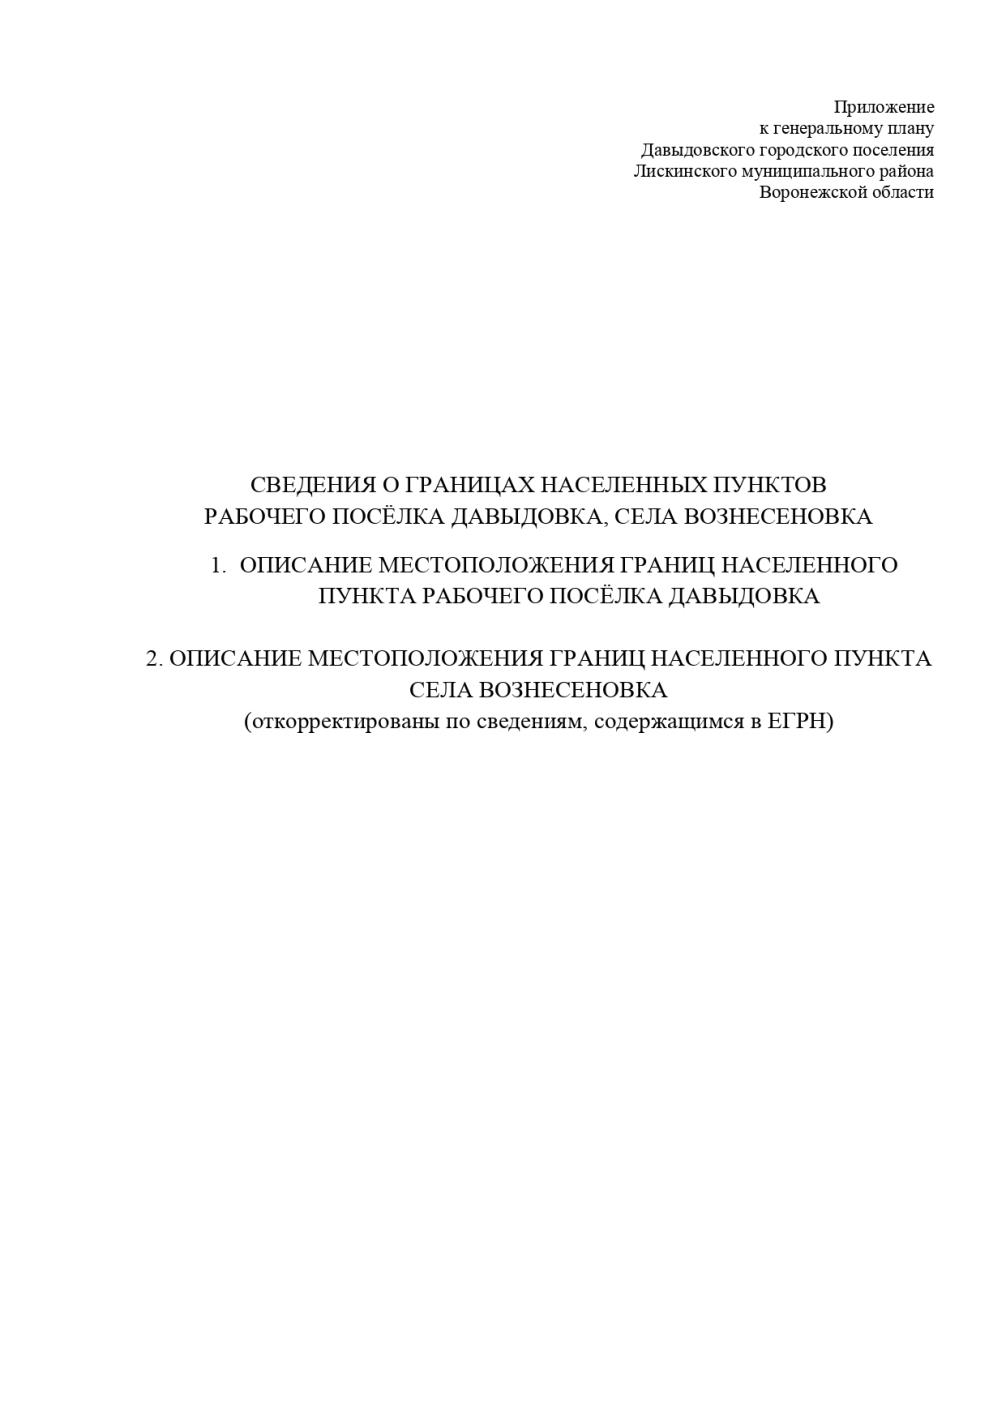 Приложение
к генеральному плану
Давыдовского городского поселения
Лискинского муниципального района
Воронежской области
СВЕДЕНИЯ О ГРАНИЦАХ НАСЕЛЕННЫХ ПУНКТОВ
РАБОЧЕГО ПОСЁЛКА ДАВЫДОВКА, СЕЛА ВОЗНЕСЕНОВКА
1. ОПИСАНИЕ МЕСТОПОЛОЖЕНИЯ ГРАНИЦ НАСЕЛЕННОГО
ПУНКТА РАБОЧЕГО ПОСЁЛКА ДАВЫДОВКА
2. ОПИСАНИЕ МЕСТОПОЛОЖЕНИЯ ГРАНИЦ НАСЕЛЕННОГО ПУНКТА
СЕЛА ВОЗНЕСЕНОВКА
(откорректированы по сведениям, содержащимся в ЕГРН)